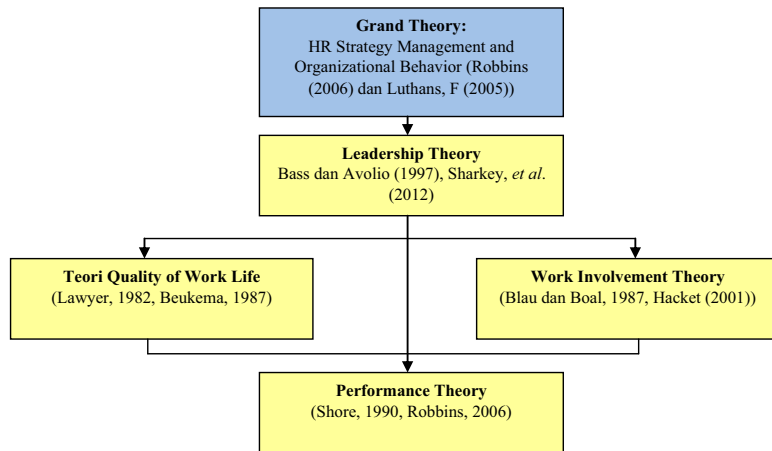 Grand Theory:
HR Strategy Management and
Organizational Behavior (Robbins
(2006) dan Luthans, F (2005))
Leadership Theory
Bass dan Avolio (1997), Sharkey, et al.
(2012)
Teori Quality of Work Life
(Lawyer, 1982, Beukema, 1987)
Work Involvement Theory
(Blau dan Boal, 1987, Hacket (2001))
Performance Theory
(Shore, 1990, Robbins, 2006)